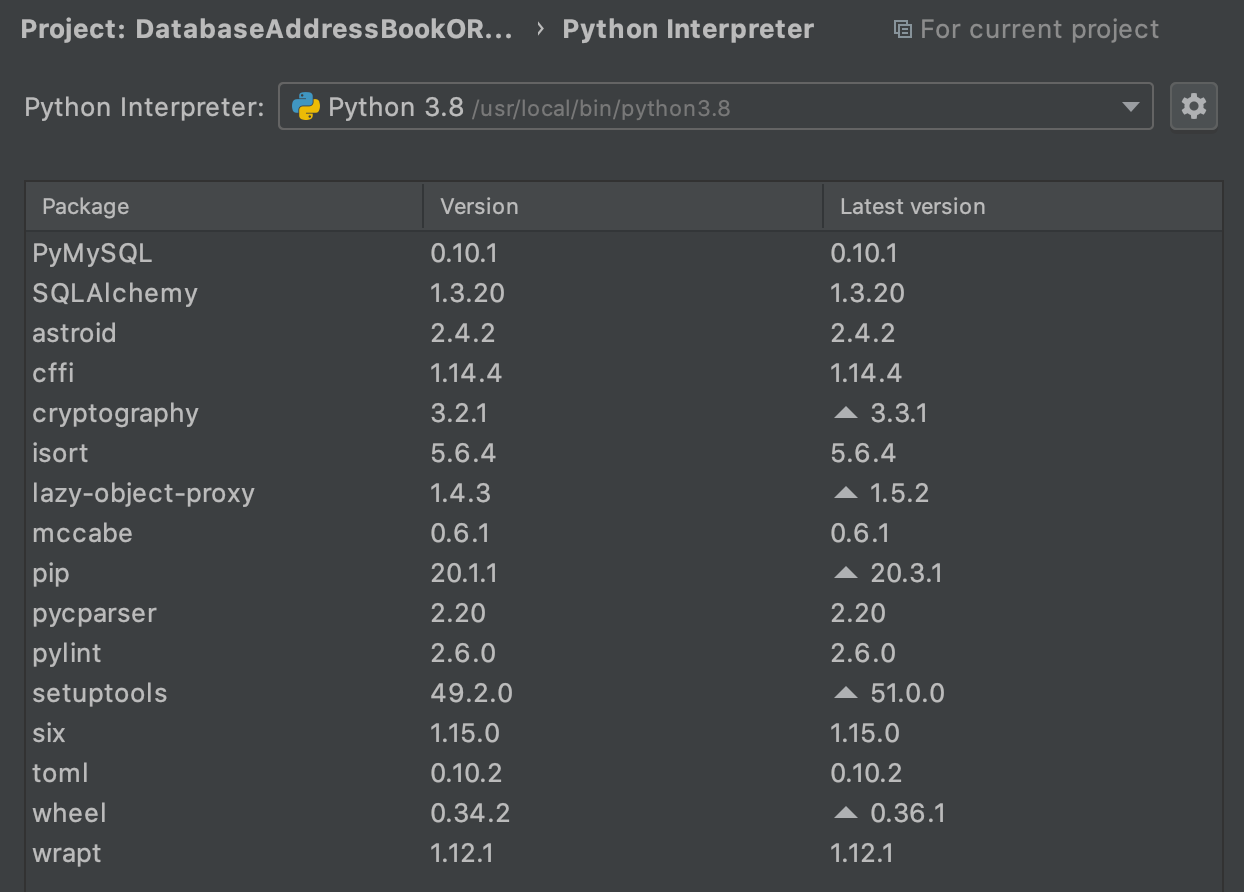 Project: DatabaseAddressBookOR... › Python Interpreter For current project
Python Interpreter: Python 3.8 /usr/local/bin/python3.8
Package Version Latest version
PyMySQL 0.10.1 0.10.1
SQLAlchemy 1.3.20 1.3.20
astroid 2.4.2 2.4.2
cffi 1.14.4 1.14.4
cryptography 3.2.1 ▲ 3.3.1
isort 5.6.4 5.6.4
lazy-object-proxy 1.4.3 ▲ 1.5.2
mccabe 0.6.1 0.6.1
pip 20.1.1 ▲ 20.3.1
pycparser 2.20 2.20
pylint 2.6.0 2.6.0
setuptools 49.2.0 ▲ 51.0.0
six 1.15.0 1.15.0
toml 0.10.2 0.10.2
wheel 0.34.2 ▲ 0.36.1
wrapt 1.12.1 1.12.1